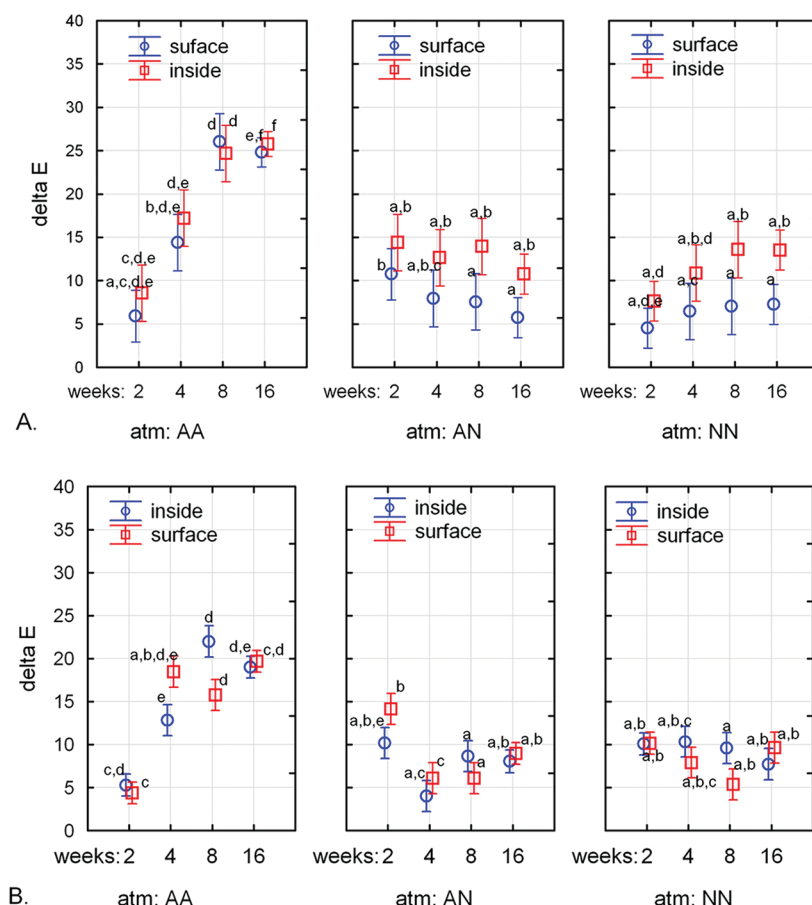 40
35
30
25
20
15
10
5
0
delta E
suface
inside
a,c,d,e
c,d,e
b,d,e
d,e
d
d
e,f
f
weeks: 2 4 8 16
atm: AA
surface
inside
b
a,b
a,b,c
a,b
a
a,b
a
a,b
weeks: 2 4 8 16
atm: AN
surface
inside
a,d,e
a,d
a,c
a,b,d
a
a,b
a
a,b
weeks: 2 4 8 16
atm: NN
A.
40
35
30
25
20
15
10
5
0
delta E
inside
surface
c,d
c
e
a,b,d,e
d
d
d,e
c,d
weeks: 2 4 8 16
atm: AA
inside
surface
a,b,e
b
a,c
c
a
a
a,b
a,b
weeks: 2 4 8 16
atm: AN
inside
surface
a,b
a,b
a,b,c
a,b,c
a
a,b
a,b
a,b
weeks: 2 4 8 16
atm: NN
B.